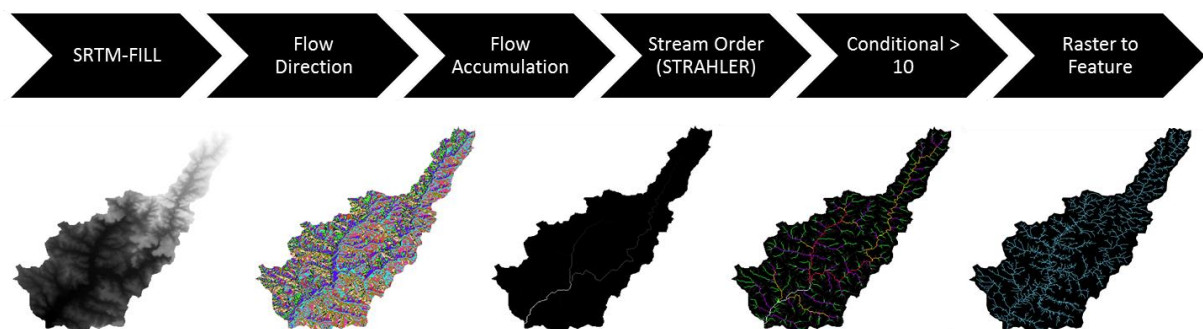 SRTM-FILL
Flow
Direction
Flow
Accumulation
Stream Order
(STRAHLER)
Conditional >
10
Raster to
Feature